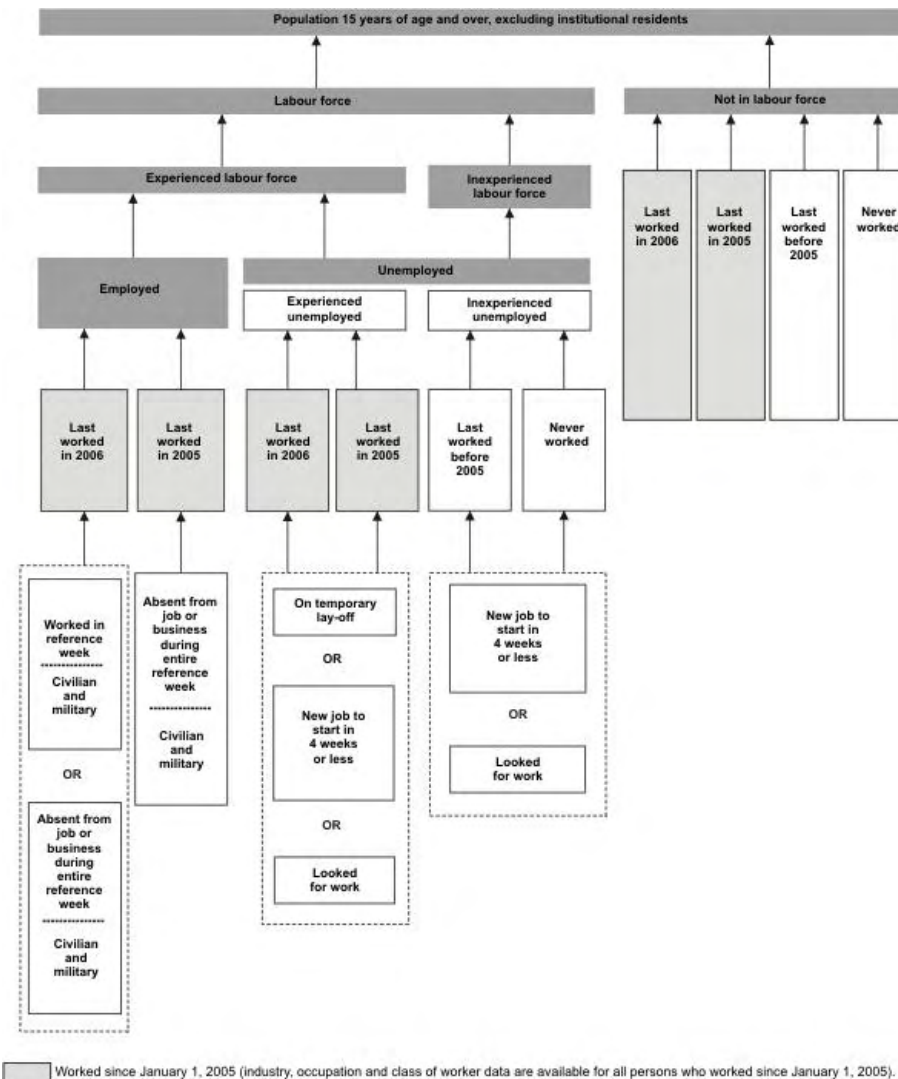 Population 15 years of age and over, excluding institutional residents
Labour force
Not in labour force
Experienced labour force
Inexperienced
labour force
Last
worked
in 2006
Last
worked
in 2005
Last
worked
before
2005
Never
worked
Employed
Unemployed
Experienced
unemployed
Inexperienced
unemployed
Last
worked
in 2006
Last
worked
in 2005
Last
worked
in 2006
Last
worked
in 2005
Last
worked
before
2005
Never
worked
Worked in
reference
week
Civilian
and
military
OR
Absent from
job or
business
during
entire
reference
week
Civilian
and
military
Absent from
job or
business
during
entire
reference
week
Civilian
and
military
On temporary
lay-off
OR
New job to
start in
4 weeks
or less
OR
Looked
for work
New job to
start in
4 weeks
or less
OR
Looked
for work
Worked since January 1, 2005 (industry, occupation and class of worker data are available for all persons who worked since January 1, 2005).